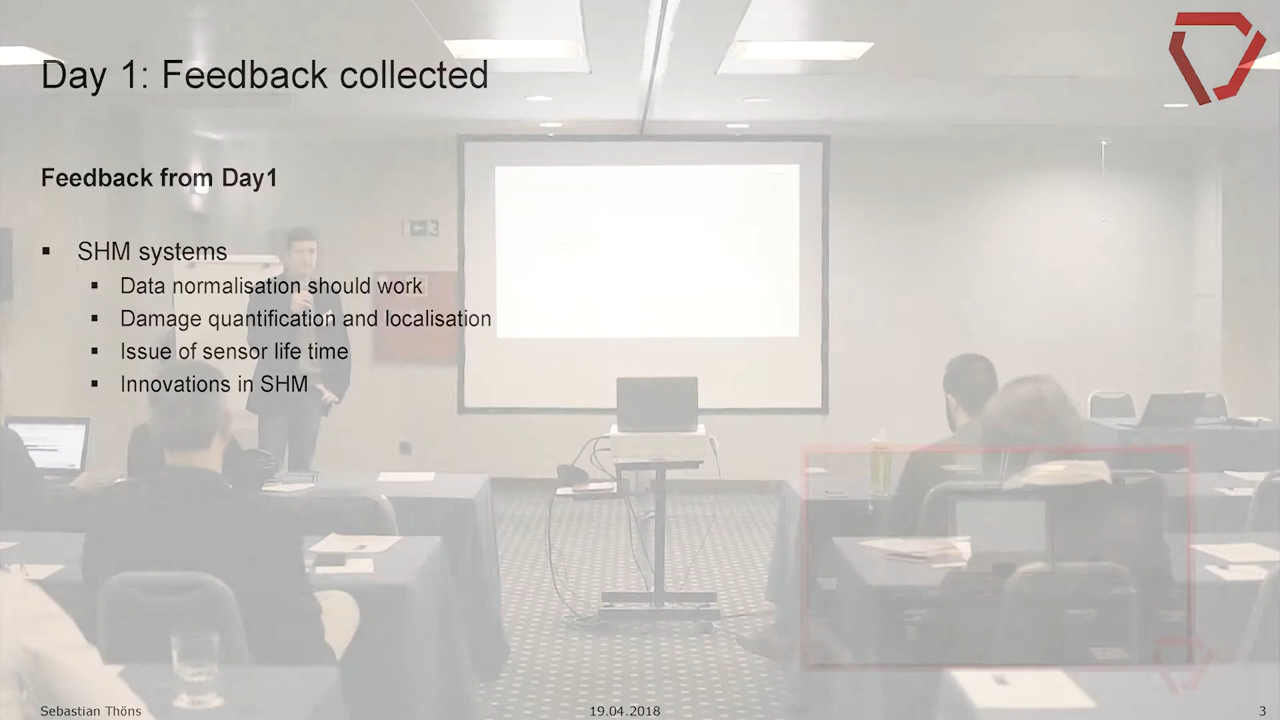 Day 1: Feedback collected
Feedback from Day1
▪ SHM systems
▪ Data normalisation should work
▪ Damage quantification and localisation
▪ Issue of sensor life time
▪ Innovations in SHM
Sebastian Thöns
19.04.2018
3